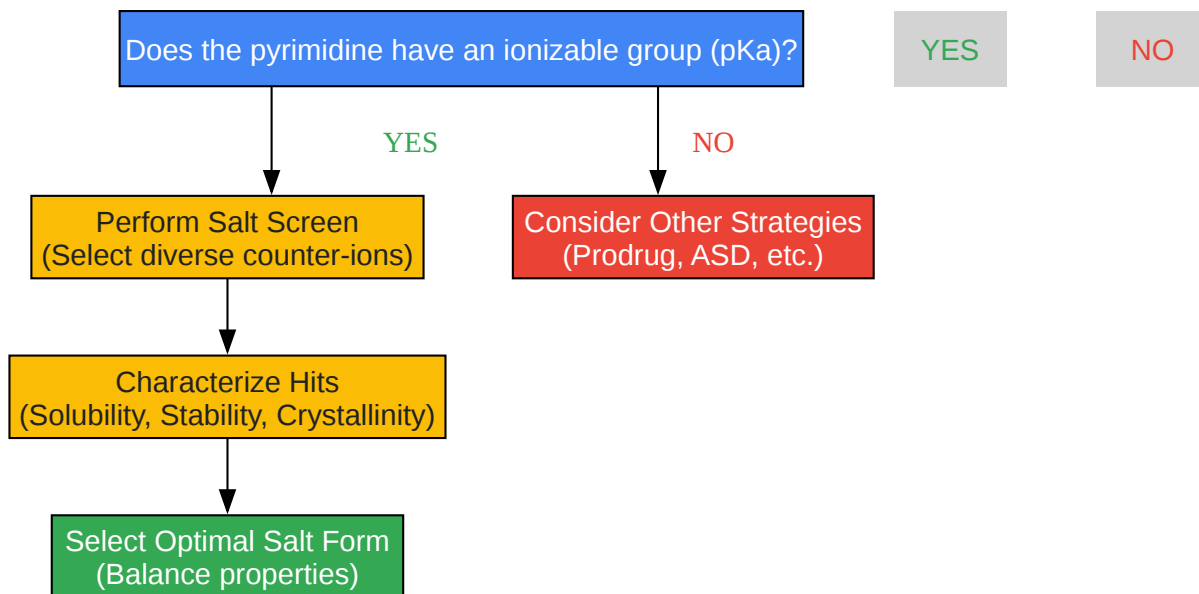 Does the pyrimidine have an ionizable group (pKa)?
YES
NO
YES
NO
Perform Salt Screen
(Select diverse counter-ions)
Consider Other Strategies
(Prodrug, ASD, etc.)
Characterize Hits
(Solubility, Stability, Crystallinity)
Select Optimal Salt Form
(Balance properties)